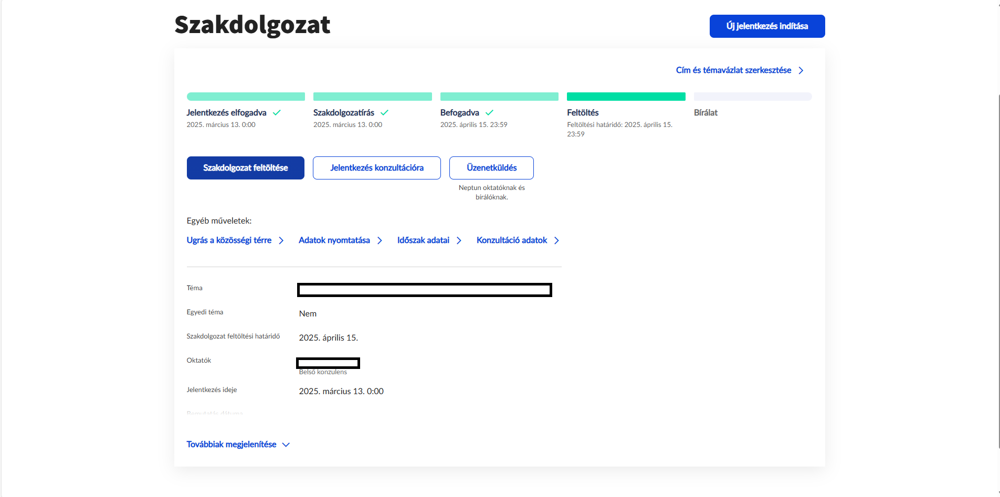 Szakdolgozat
Új jelentkezés indítása
Cím és témavázlat szerkesztése
Jelentkezés elfogadva
2025. március 13. 0:00
Szakdolgozatírás
2025. március 13. 0:00
Befogadva
2025. április 15. 23:59
Feltöltés
Feltöltési határidő: 2025. április 15.
23:59
Bírálat
Szakdolgozat feltöltése
Jelentkezés konzultációra
Üzenetküldés
Neptun oktatóknak és
bírálóknak.
Egyéb műveletek:
Ugrás a közösségi térre
Adatok nyomtatása
Időszak adatai
Konzultáció adatok
Téma
Egyedi téma
Nem
Szakdolgozat feltöltési határidő
2025. április 15.
Oktatók
Belső konzulens
Jelentkezés ideje
2025. március 13. 0:00
Bemutatás dátuma
Továbbiak megjelenítése